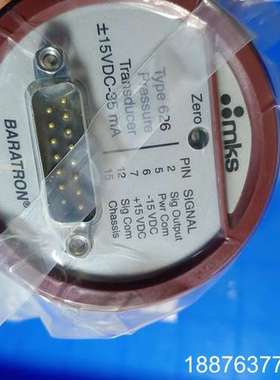 mks
Zero
Type 626
Pressure
Transducer
±15VDC-35 mA
BARATRON®
PIN SIGNAL
2 Sig Output
5 Pwr Com
6 -15 VDC
7 +15 VDC
12 Sig Com
15 Chassis
18876377